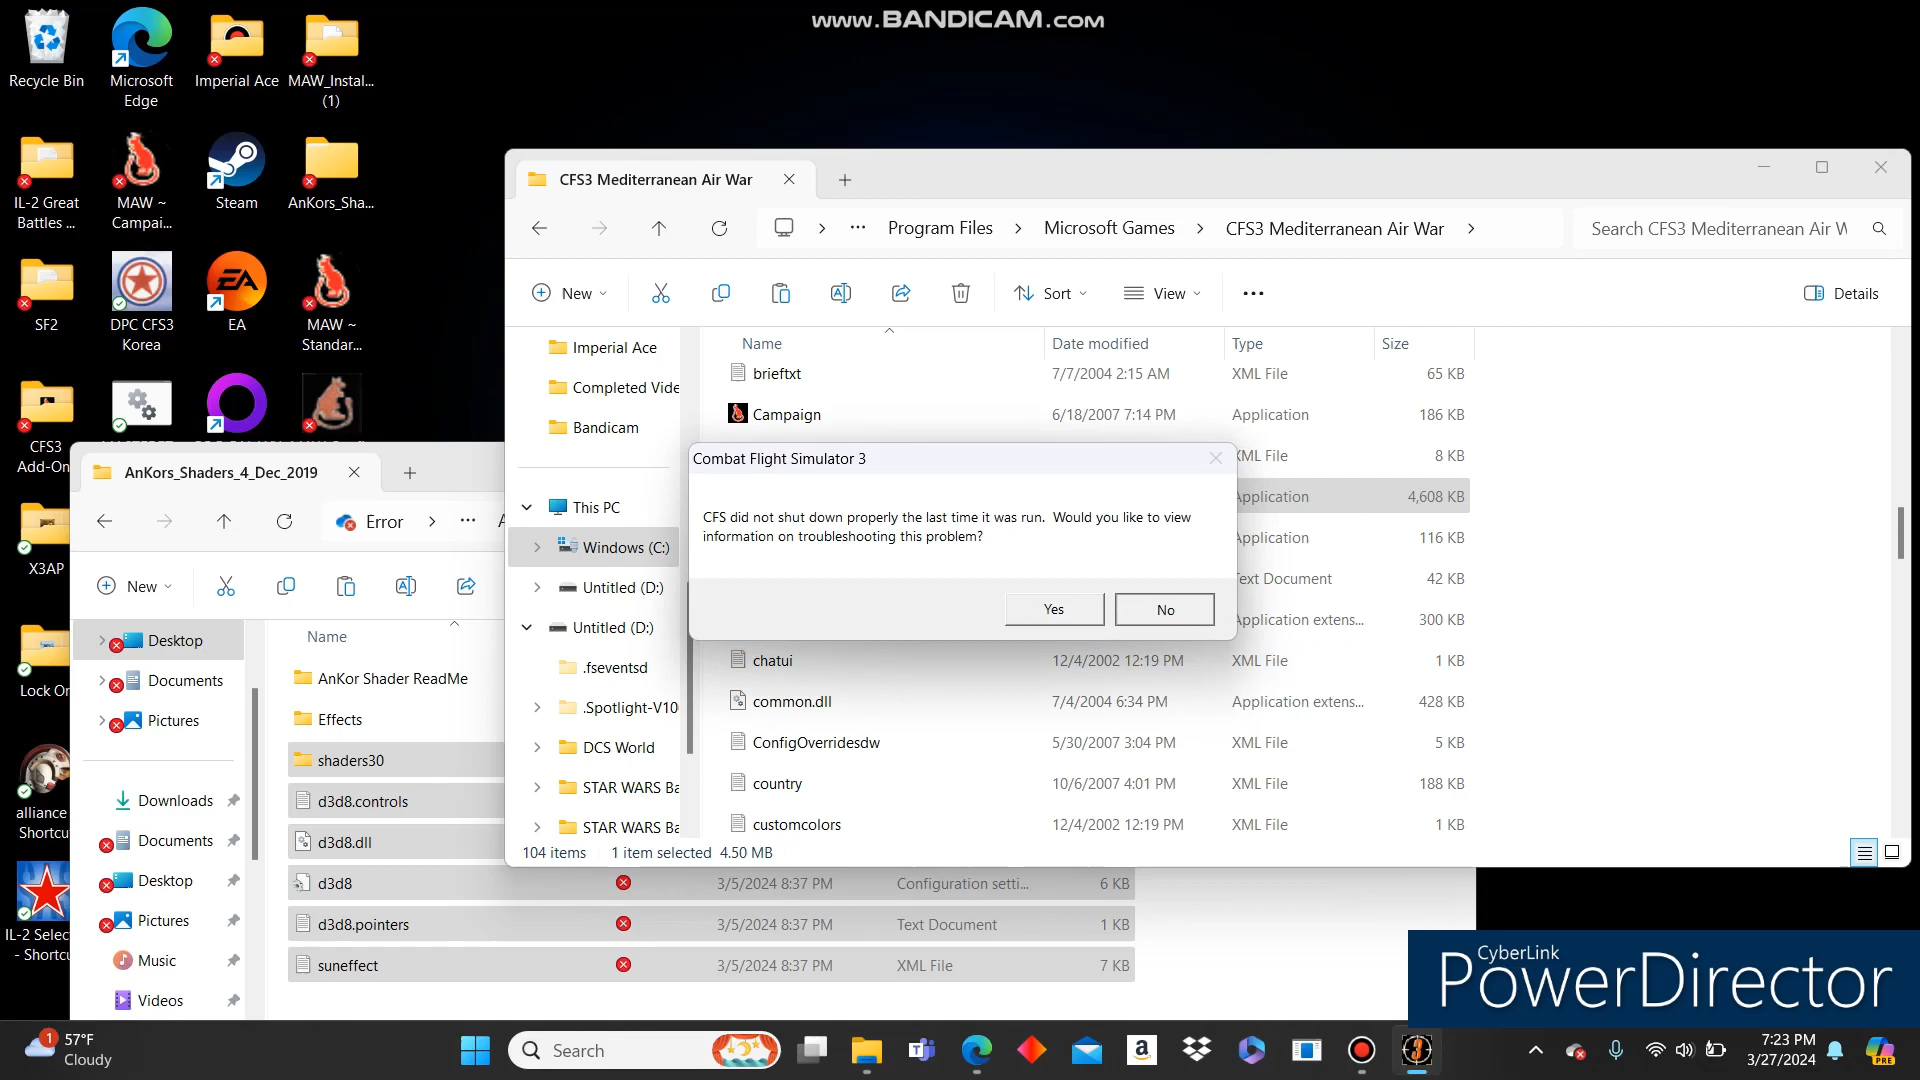 www.BANDICAM.com
Recycle Bin
Microsoft
Edge
Imperial Ace
MAW_Instal...
(1)
IL-2 Great
Battles ...
MAW ~
Campai...
Steam
AnKors_Sha...
SF2
DPC CFS3
Korea
EA
MAW ~
Standar...
CFS3
Add-On
X3AP
Lock On
alliance
Shortcu
IL-2 Selec
- Shortcu
CFS3 Mediterranean Air War
Program Files
Microsoft Games
CFS3 Mediterranean Air War
Search CFS3 Mediterranean Air W
New
Sort
View
Details
Imperial Ace
Completed Vide
Bandicam
This PC
Windows (C:)
Untitled (D:)
Untitled (D:)
.fseventsd
.Spotlight-V10
DCS World
STAR WARS Ba
STAR WARS Ba
Name Date modified Type Size
brieftxt 7/7/2004 2:15 AM XML File 65 KB
Campaign 6/18/2007 7:14 PM Application 186 KB
XML File 8 KB
Application 4,608 KB
Application 116 KB
Text Document 42 KB
Application extens... 300 KB
chatui 12/4/2002 12:19 PM XML File 1 KB
common.dll 7/4/2004 6:34 PM Application extens... 428 KB
ConfigOverridesdw 5/30/2007 3:04 PM XML File 5 KB
country 10/6/2007 4:01 PM XML File 188 KB
customcolors 12/4/2002 12:19 PM XML File 1 KB
104 items 1 item selected 4.50 MB
Combat Flight Simulator 3
CFS did not shut down properly the last time it was run. Would you like to view
information on troubleshooting this problem?
Yes
No
AnKors_Shaders_4_Dec_2019
Error
New
Desktop
Documents
Pictures
Downloads
Documents
Desktop
Pictures
Music
Videos
Name
AnKor Shader ReadMe
Effects
shaders30
d3d8.controls
d3d8.dll
d3d8 3/5/2024 8:37 PM Configuration setti... 6 KB
d3d8.pointers 3/5/2024 8:37 PM Text Document 1 KB
suneffect 3/5/2024 8:37 PM XML File 7 KB
CyberLink
PowerDirector
1
57°F
Cloudy
Search
7:23 PM
3/27/2024
PRE